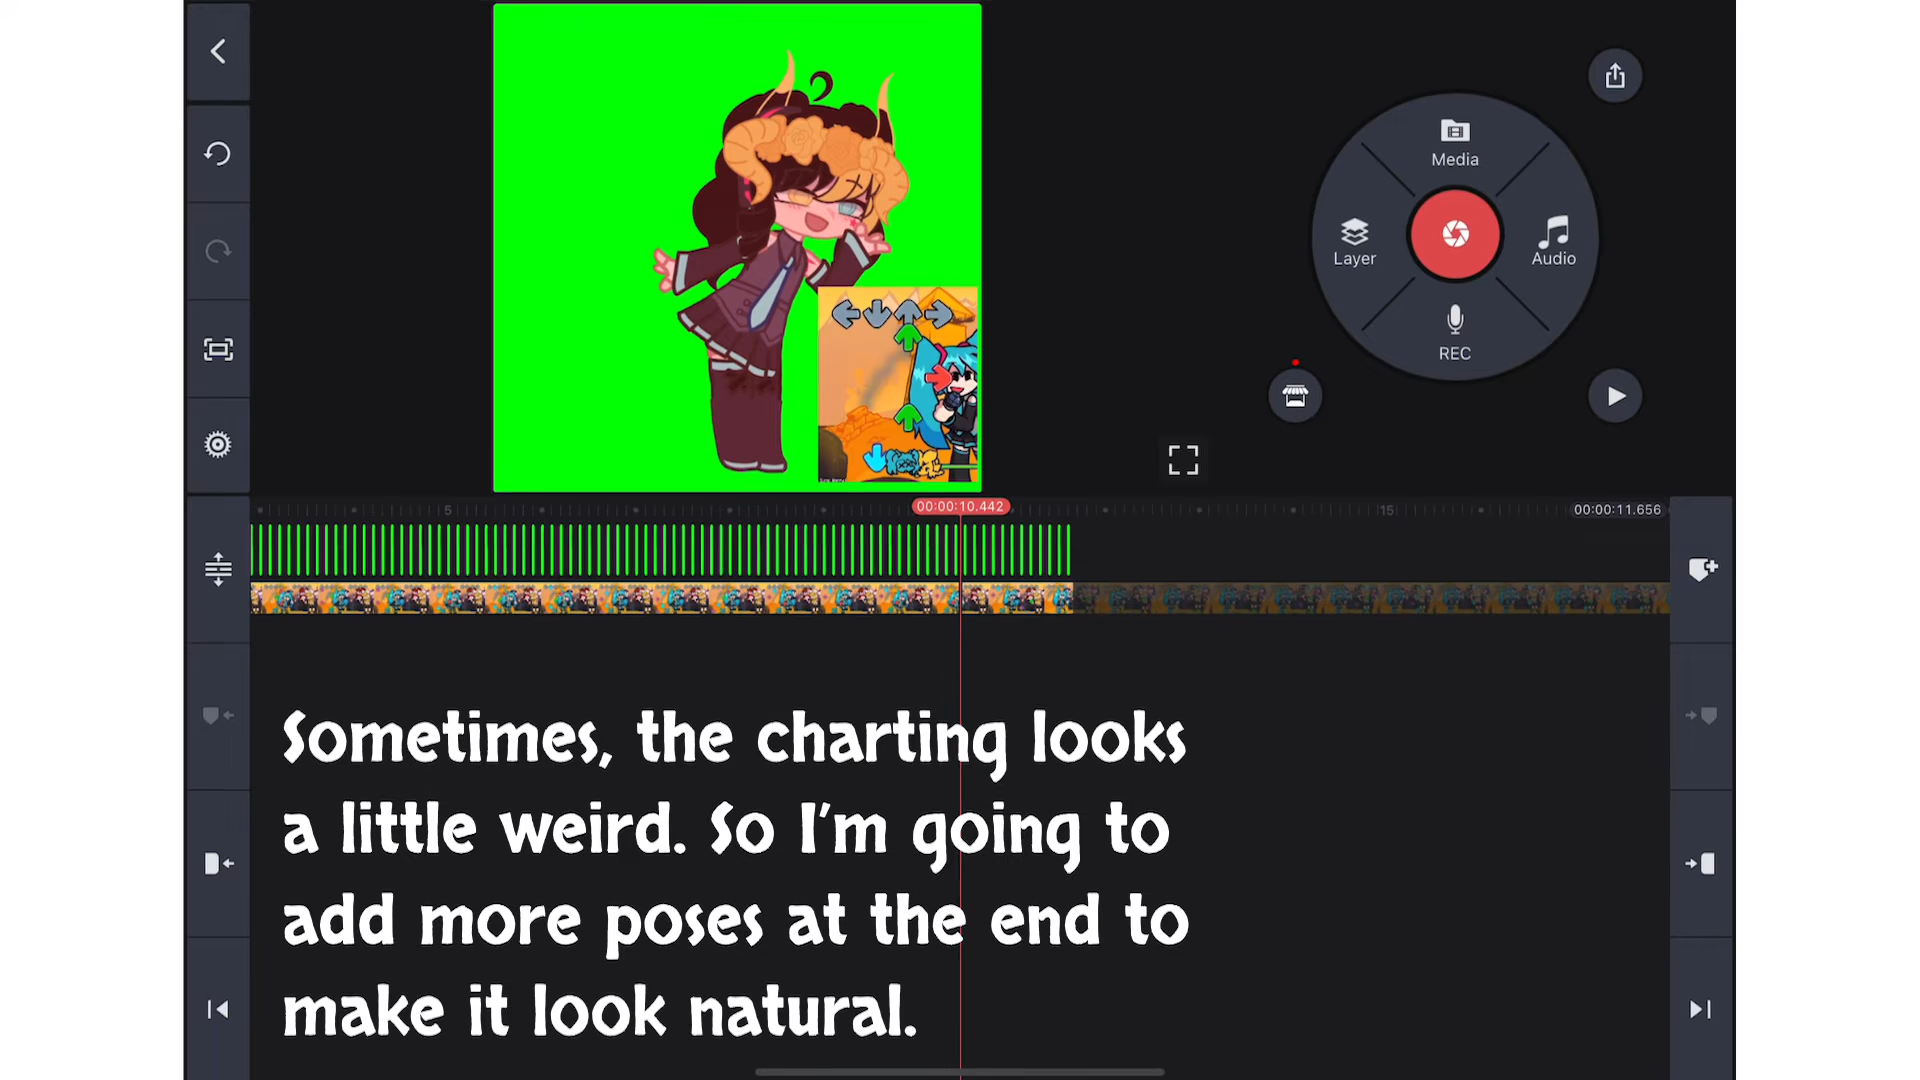 Media
Layer
Audio
REC
5
00:00:10.442
15
00:00:11.656
Sometimes, the charting looks
a little weird. So I'm going to
add more poses at the end to
make it look natural.